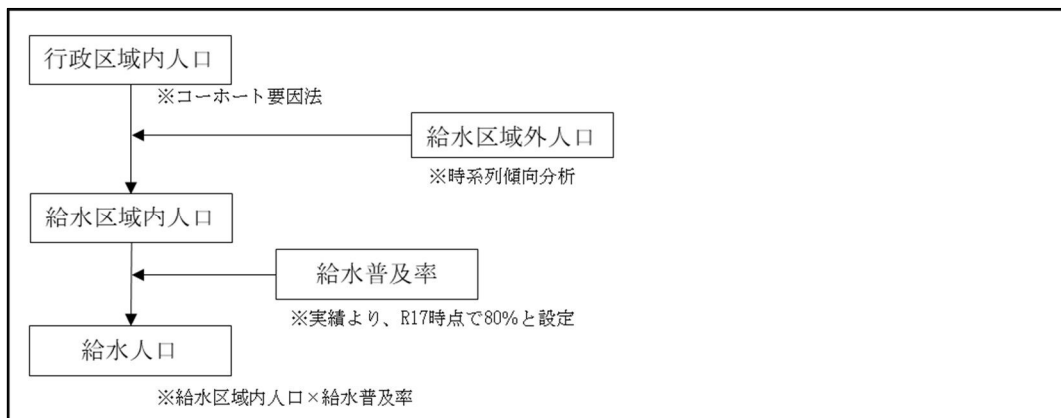 行政区域内人口
※コーホート要因法
給水区域外人口
※時系列傾向分析
給水区域内人口
給水普及率
※実績より、R17時点で80%と設定
給水人口
※給水区域内人口×給水普及率